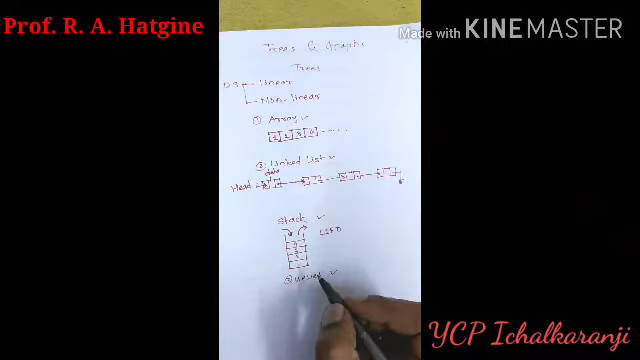 Prof. R. A. Hatgine
Made with KINEMASTER
Trees & Graphs
Trees
DS Linear
Non-linear
① Array ✓
② Linked List ✓
data
Head
Stack ✓
LIFO
YCP Ichalkaranji